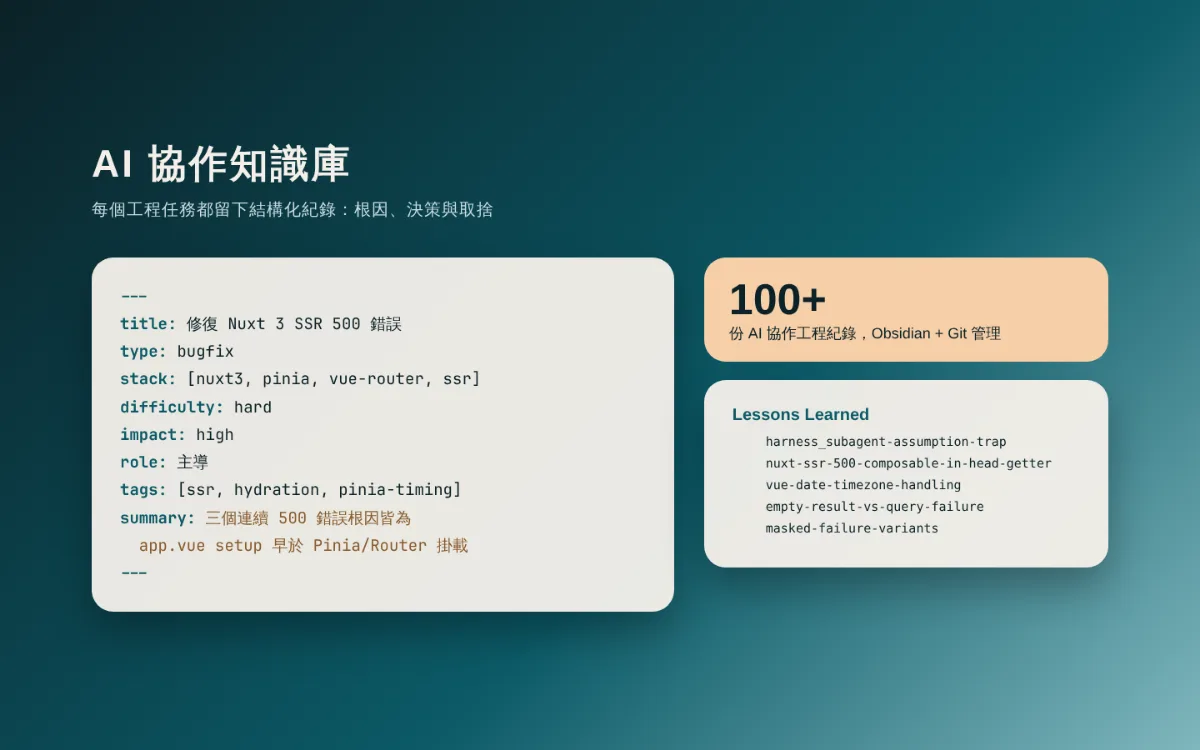 AI 協作知識庫
每個工程任務都留下結構化紀錄：根因、決策與取捨
---
title: 修復 Nuxt 3 SSR 500 錯誤
type: bugfix
stack: [nuxt3, pinia, vue-router, ssr]
difficulty: hard
impact: high
role: 主導
tags: [ssr, hydration, pinia-timing]
summary: 三個連續 500 錯誤根因皆為
app.vue setup 早於 Pinia/Router 掛載
---
100+
份 AI 協作工程紀錄，Obsidian + Git 管理
Lessons Learned
harness_subagent-assumption-trap
nuxt-ssr-500-composable-in-head-getter
vue-date-timezone-handling
empty-result-vs-query-failure
masked-failure-variants